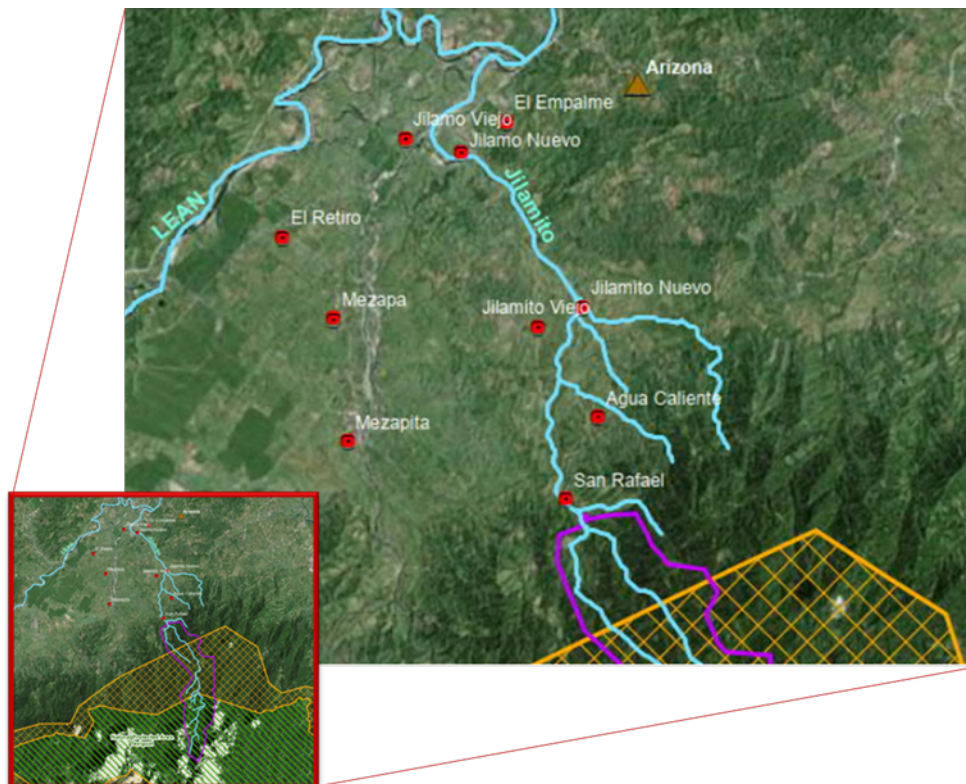 Arizona
El Empalme
Jilamo Viejo
Jilamo Nuevo
Jilamito
LEAN
El Retiro
Jilamito Nuevo
Mezapa
Jilamito Viejo
Agua Caliente
Mezapita
San Rafael